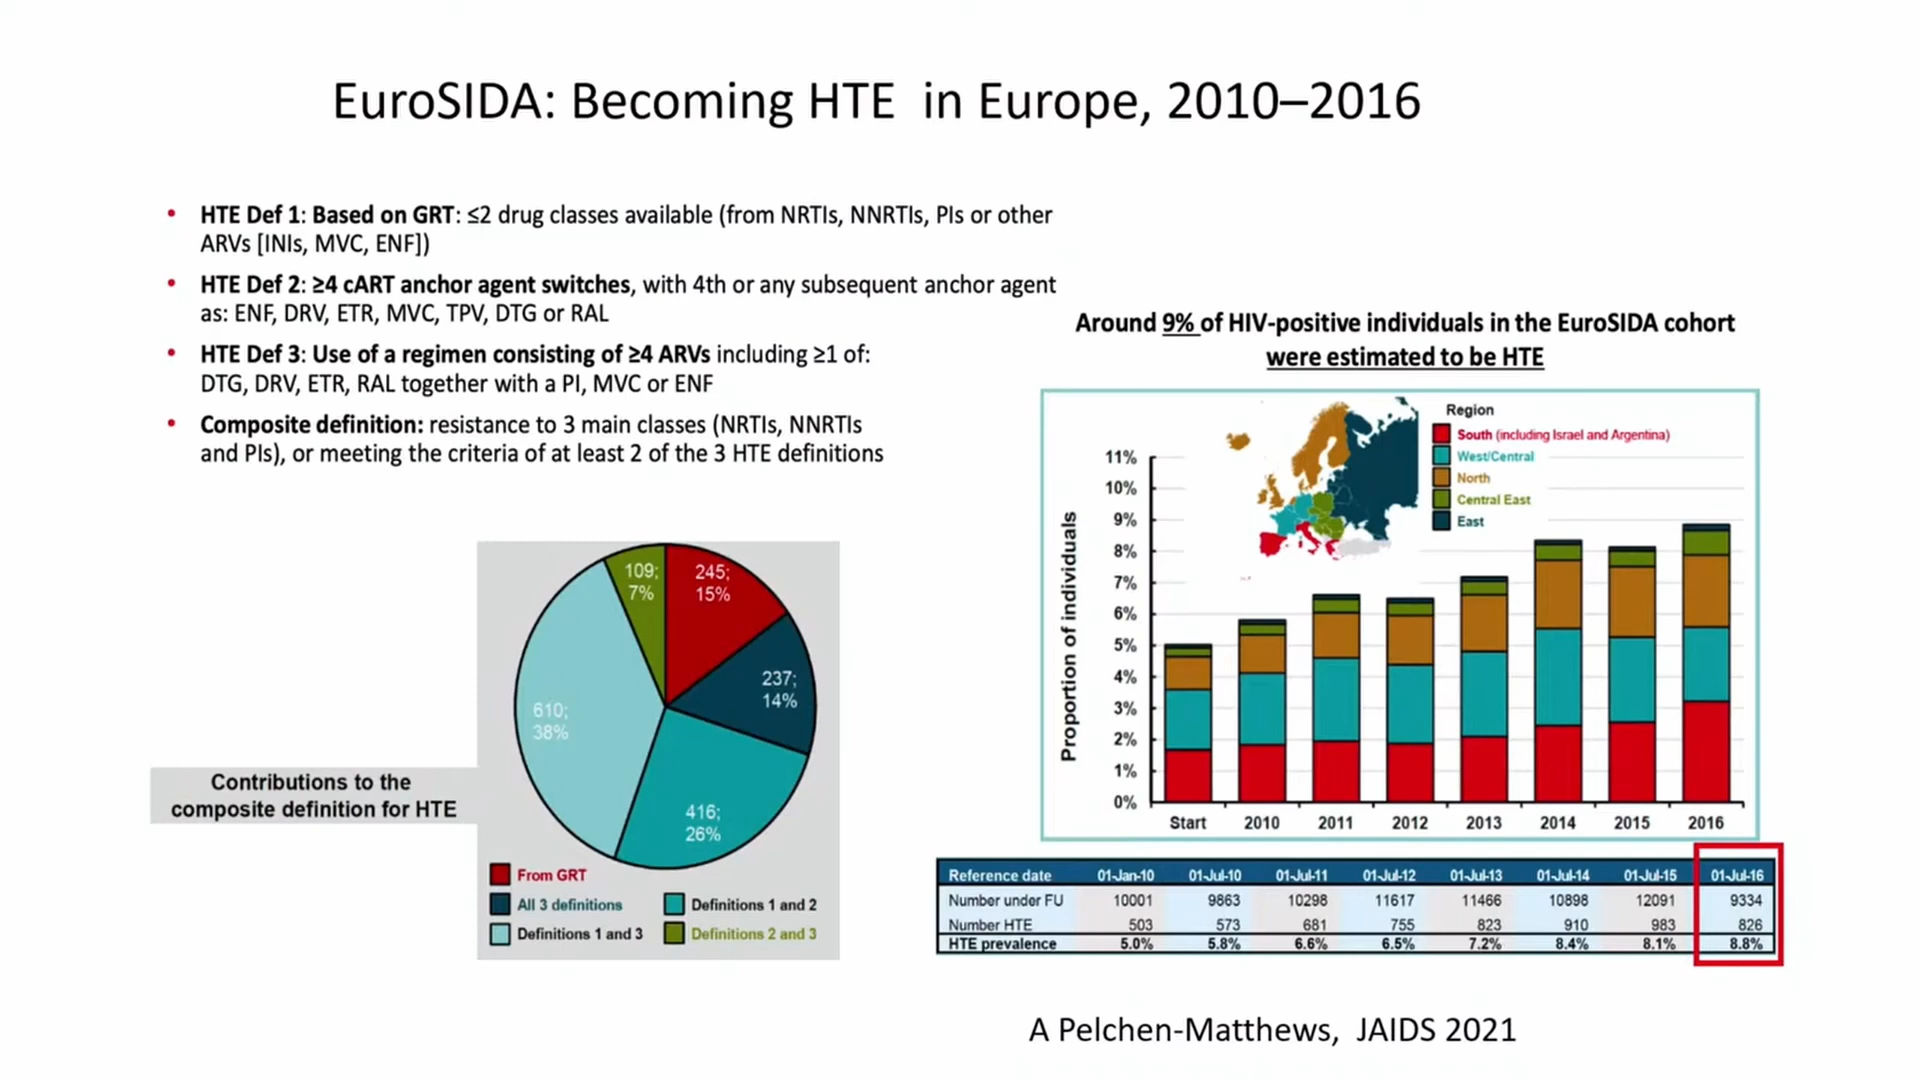 EuroSIDA: Becoming HTE in Europe, 2010–2016
• HTE Def 1: Based on GRT: ≤2 drug classes available (from NRTIs, NNRTIs, PIs or other
ARVs [INIs, MVC, ENF])
• HTE Def 2: ≥4 cART anchor agent switches, with 4th or any subsequent anchor agent
as: ENF, DRV, ETR, MVC, TPV, DTG or RAL
• HTE Def 3: Use of a regimen consisting of ≥4 ARVs including ≥1 of:
DTG, DRV, ETR, RAL together with a PI, MVC or ENF
• Composite definition: resistance to 3 main classes (NRTIs, NNRTIs
and PIs), or meeting the criteria of at least 2 of the 3 HTE definitions
Contributions to the
composite definition for HTE
109;
7%
245;
15%
237;
14%
610;
38%
416;
26%
From GRT
All 3 definitions
Definitions 1 and 2
Definitions 1 and 3
Definitions 2 and 3
Around 9% of HIV-positive individuals in the EuroSIDA cohort
were estimated to be HTE
Region
South (including Israel and Argentina)
West/Central
North
Central East
East
Proportion of individuals
11%
10%
9%
8%
7%
6%
5%
4%
3%
2%
1%
0%
Start 2010 2011 2012 2013 2014 2015 2016
Reference date 01-Jan-10 01-Jul-10 01-Jul-11 01-Jul-12 01-Jul-13 01-Jul-14 01-Jul-15 01-Jul-16
Number under FU 10001 9863 10298 11617 11466 10898 12091 9334
Number HTE 503 573 681 755 823 910 983 826
HTE prevalence 5.0% 5.8% 6.6% 6.5% 7.2% 8.4% 8.1% 8.8%
A Pelchen-Matthews, JAIDS 2021